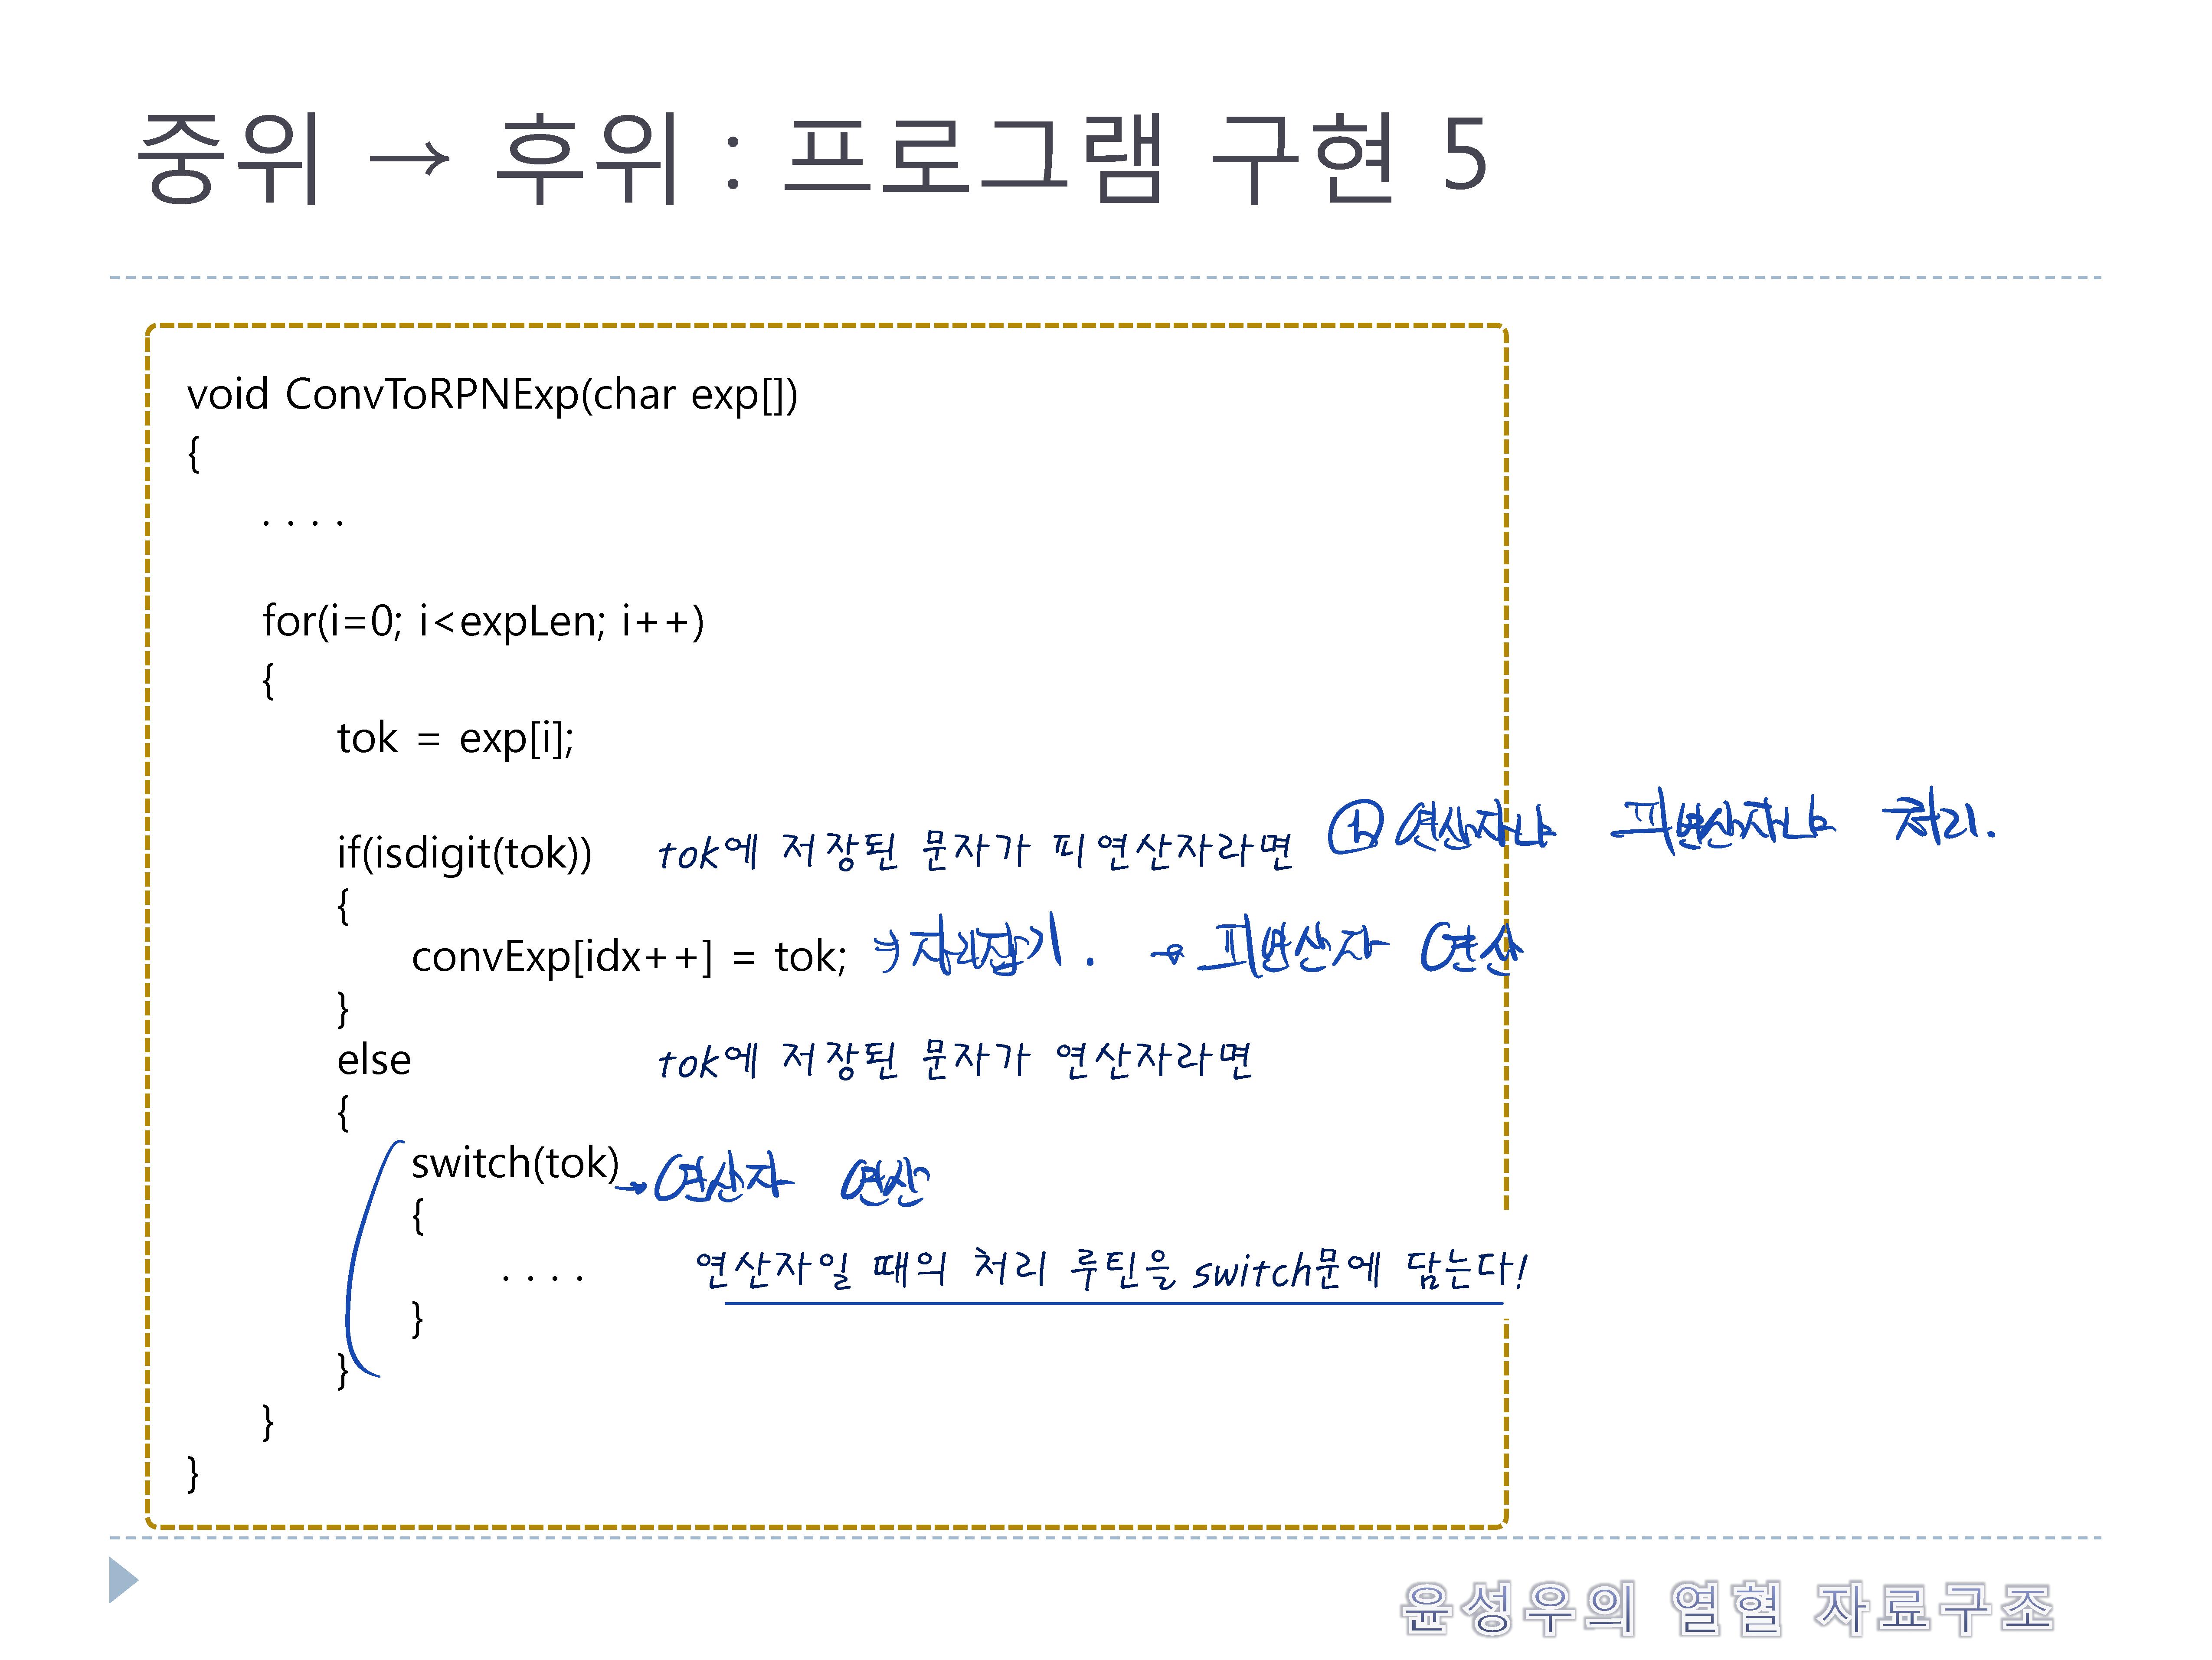 중위 → 후위 : 프로그램 구현 5
void ConvToRPNExp(char exp[])
{
. . . .
for(i=0; i<expLen; i++)
{
tok = exp[i];
if(isdigit(tok)) tok에 저장된 문자가 피연산자라면 연산자냐 피연산자냐 처리.
{
convExp[idx++] = tok; 자리잡기. → 피연산자 연산
}
else tok에 저장된 문자가 연산자라면
{
switch(tok) → 연산자 연산
{
. . . . 연산자일 때의 처리 루틴을 switch문에 담는다!
}
}
}
}
윤성우의 열혈 자료구조